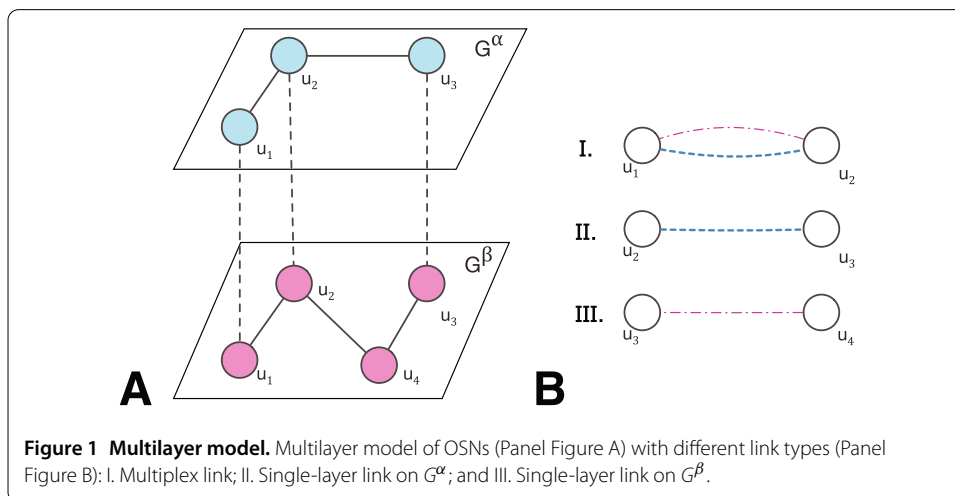 G^α
u₂
u₃
u₁
G^β
u₂
u₃
u₁
u₄
A
I.
u₁
u₂
II.
u₂
u₃
III.
u₃
u₄
B
Figure 1 Multilayer model. Multilayer model of OSNs (Panel Figure A) with different link types (Panel
Figure B): I. Multiplex link; II. Single-layer link on G^α; and III. Single-layer link on G^β.